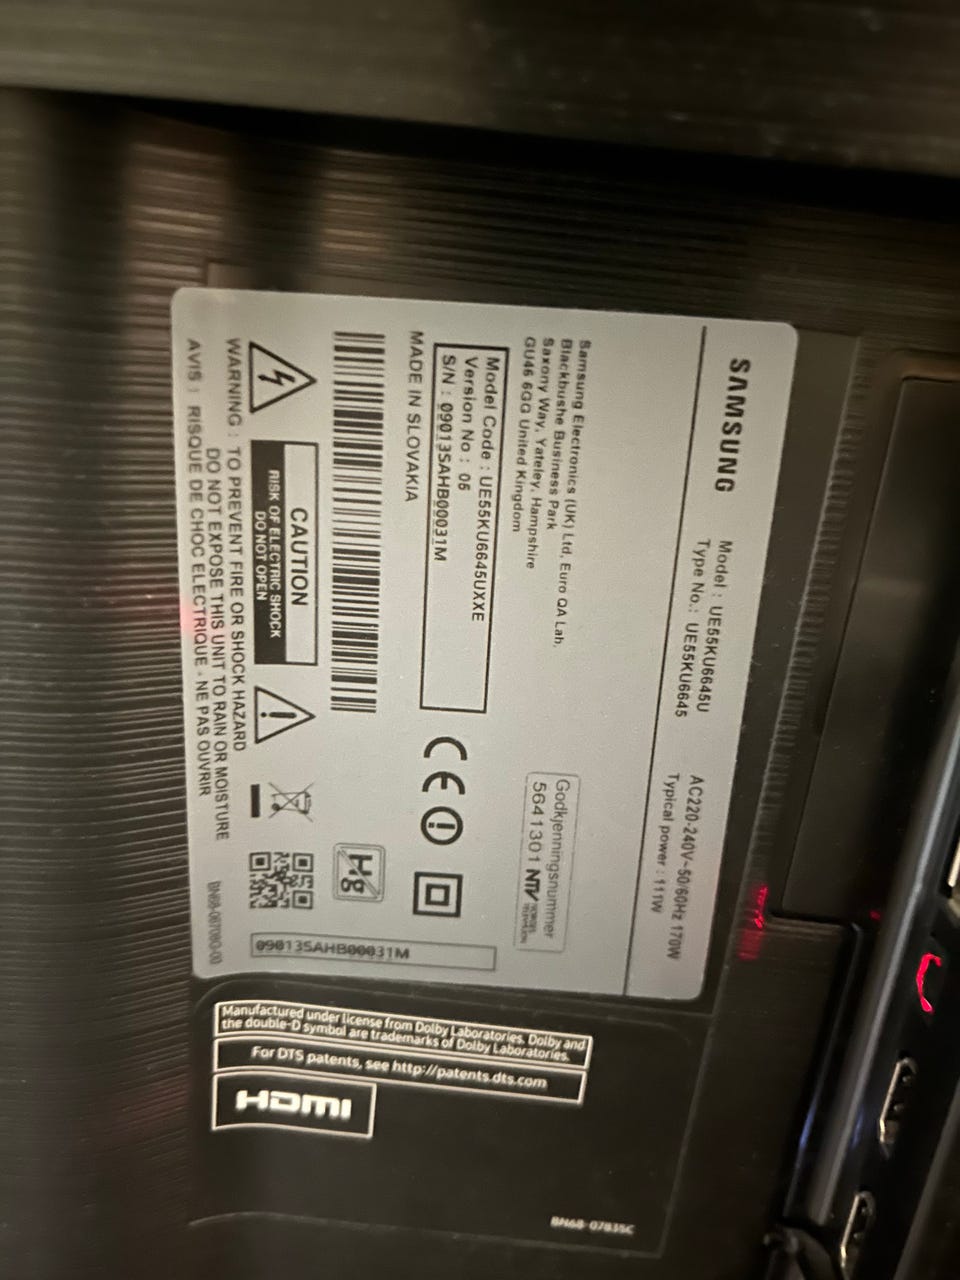 SAMSUNG
Model : UE55KU6645U
Type No.: UE55KU6645
AC220-240V~50/60Hz 170W
Typical power : 111W
Samsung Electronics (UK) Ltd, Euro QA Lab.
Blackbushe Business Park
Saxony Way, Yateley, Hampshire
GU46 6GG United Kingdom
Godkjenningsnummer
5641301 NTV
Model Code : UE55KU6645UXXE
Version No : 06
S/N : 09013SAHB00031M
MADE IN SLOVAKIA
Hg
CAUTION
RISK OF ELECTRIC SHOCK
DO NOT OPEN
WARNING : TO PREVENT FIRE OR SHOCK HAZARD
DO NOT EXPOSE THIS UNIT TO RAIN OR MOISTURE
AVIS : RISQUE DE CHOC ELECTRIQUE - NE PAS OUVRIR
09013SAHB00031M
Manufactured under license from Dolby Laboratories. Dolby and
the double-D symbol are trademarks of Dolby Laboratories.
For DTS patents, see http://patents.dts.com
HDMI
BN68-07835C